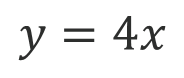 y = 4x